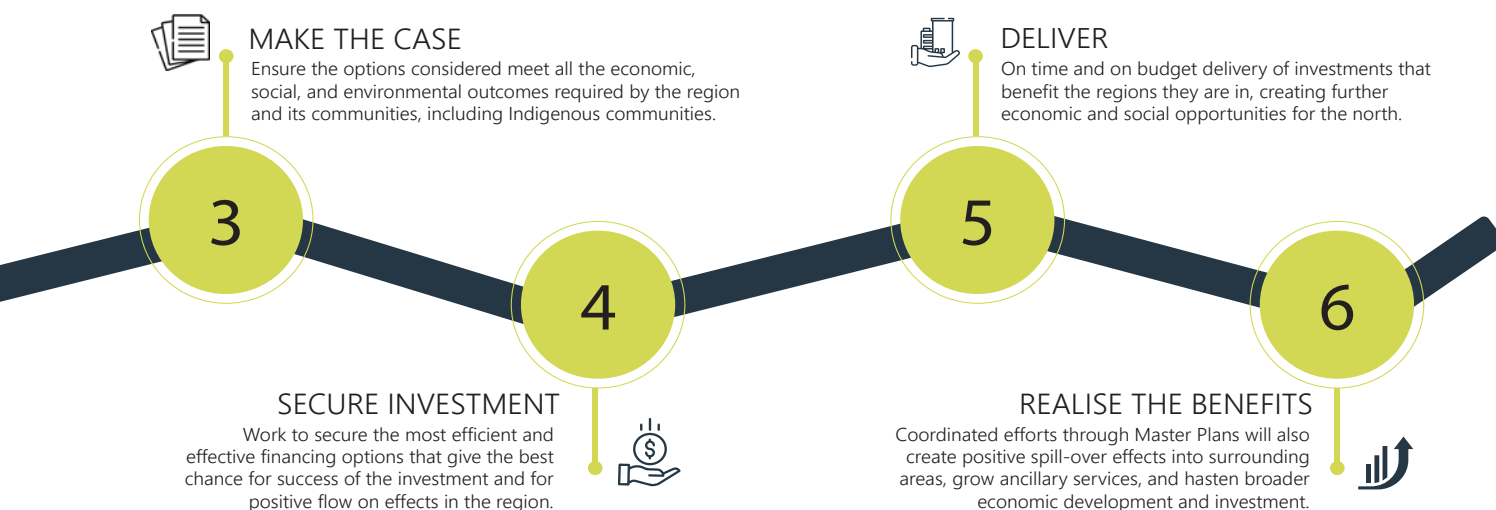 MAKE THE CASE
Ensure the options considered meet all the economic,
social, and environmental outcomes required by the region
and its communities, including Indigenous communities.
3
SECURE INVESTMENT
Work to secure the most efficient and
effective financing options that give the best
chance for success of the investment and for
positive flow on effects in the region.
4
$
DELIVER
On time and on budget delivery of investments that
benefit the regions they are in, creating further
economic and social opportunities for the north.
5
REALISE THE BENEFITS
Coordinated efforts through Master Plans will also
create positive spill-over effects into surrounding
areas, grow ancillary services, and hasten broader
economic development and investment.
6